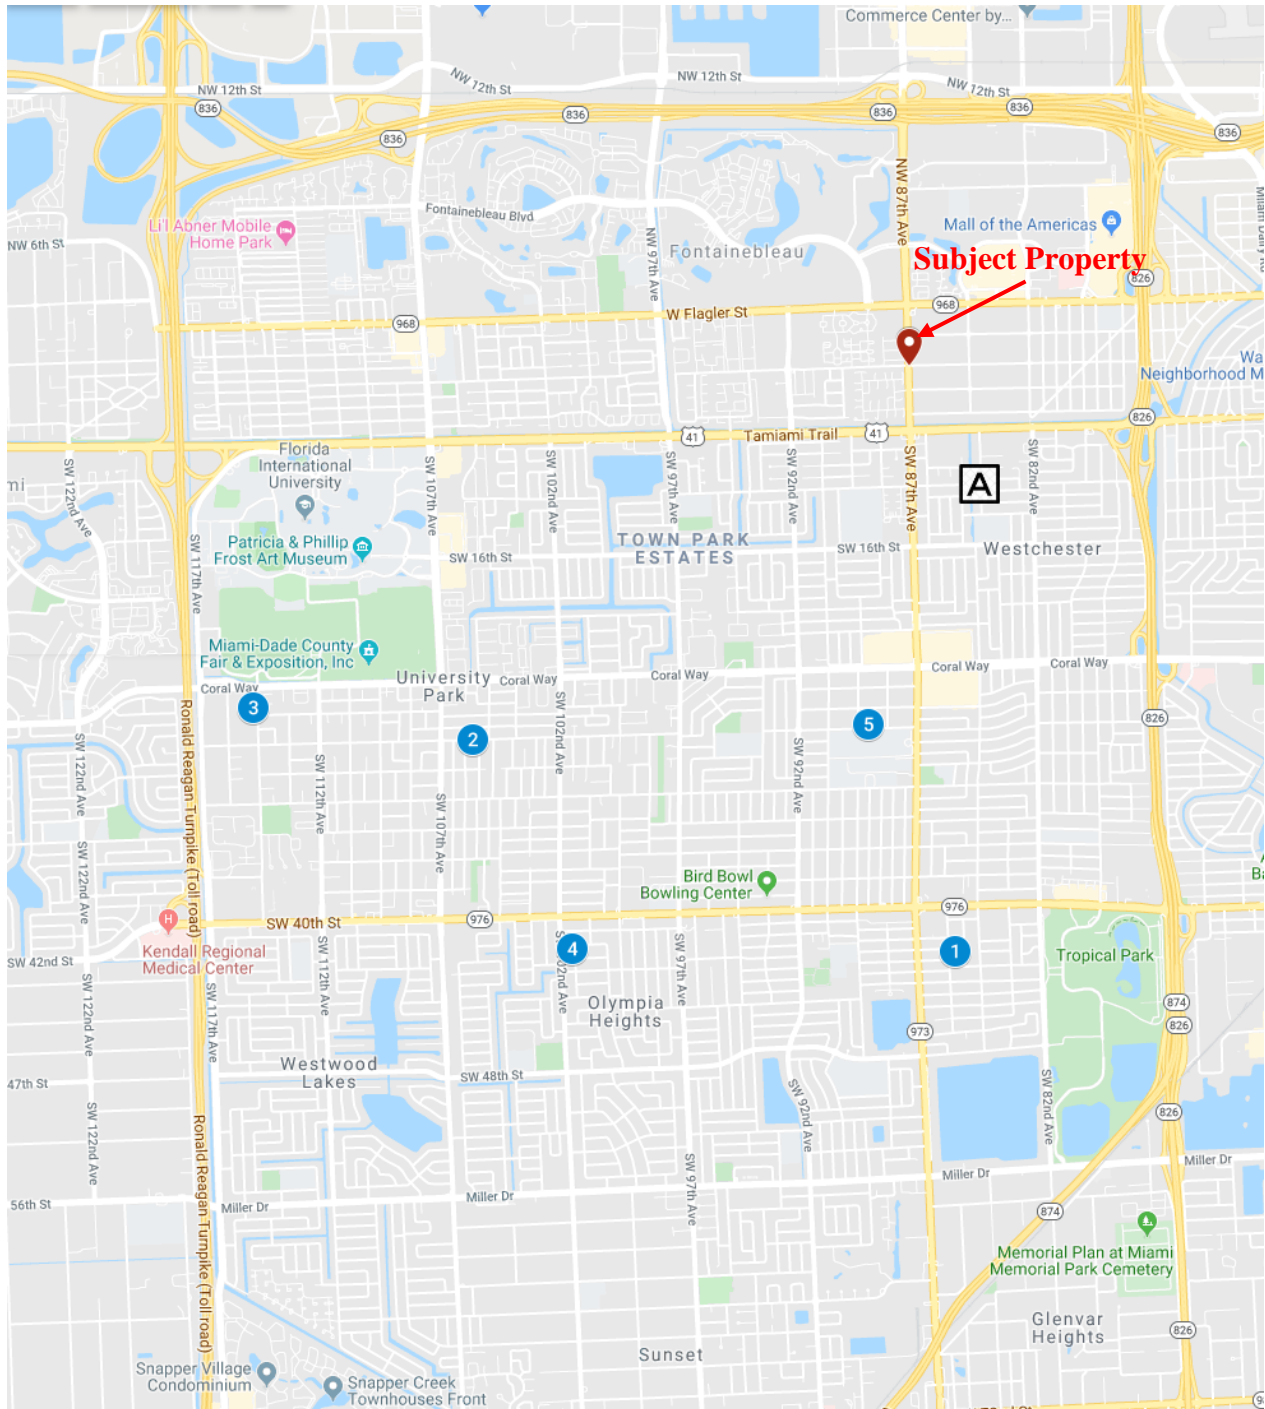 Commerce Center by...
NW 12th St
NW 12th St
NW 12th St
NW 12th St
836
836
836
836
836
836
NW 87th Ave
Fontainebleau Blvd
Li'l Abner Mobile
Home Park
NW 6th St
NW 97th Ave
Fontainebleau
Mall of the Americas
Milam Dairy Rd
Subject Property
826
968
968
W Flagler St
Neighborhood M
826
41
Tamiami Trail
41
Florida
International
University
SW 122nd Ave
SW 107th Ave
SW 102nd Ave
SW 97th Ave
SW 92nd Ave
SW 87th Ave
SW 82nd Ave
A
Patricia & Phillip
Frost Art Museum
SW 117th Ave
SW 16th St
TOWN PARK
ESTATES
SW 16th St
Westchester
Miami-Dade County
Fair & Exposition, Inc
University
Park
Coral Way
Coral Way
Coral Way
Coral Way
Coral Way
3
2
5
826
Ronald Reagan Turnpike (Toll road)
SW 122nd Ave
SW 112th Ave
SW 107th Ave
SW 102nd Ave
SW 92nd Ave
SW 122nd Ave
Bird Bowl
Bowling Center
SW 40th St
976
976
Kendall Regional
Medical Center
SW 42nd St
SW 112th Ave
4
SW 102nd Ave
SW 97th Ave
1
Tropical Park
SW 122nd Ave
SW 117th Ave
Olympia
Heights
874
826
973
Westwood
Lakes
47th St
SW 48th St
SW 92nd Ave
SW 82nd Ave
SW 122nd Ave
826
Ronald Reagan Turnpike (Toll road)
SW 97th Ave
Miller Dr
Miller Dr
Miller Dr
Miller Dr
56th St
874
Memorial Plan at Miami
Memorial Park Cemetery
Glenvar
Heights
826
Sunset
Snapper Village
Condominium
Snapper Creek
Townhouses Front